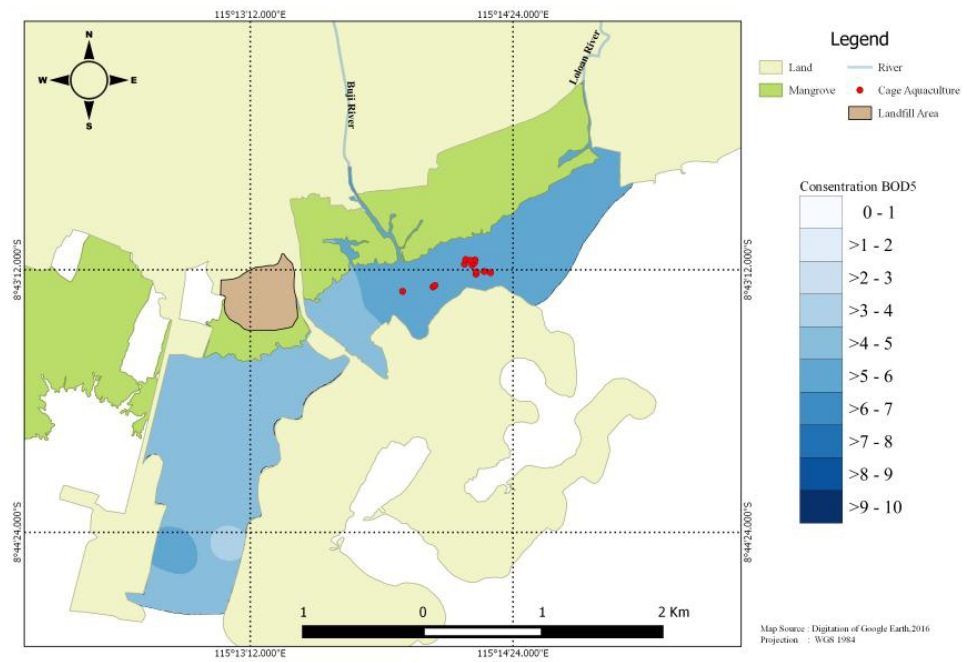 115°13'12.000"E
115°14'24.000"E
N
W
E
S
Buji River
Loloan River
8°43'12.000"S
8°43'12.000"S
8°44'24.000"S
8°44'24.000"S
1
0
1
2 Km
115°13'12.000"E
115°14'24.000"E
Legend
Land
River
Mangrove
Cage Aquaculture
Landfill Area
Consentration BOD5
0 - 1
>1 - 2
>2 - 3
>3 - 4
>4 - 5
>5 - 6
>6 - 7
>7 - 8
>8 - 9
>9 - 10
Map Source : Digitation of Google Earth,2016
Projection : WGS 1984